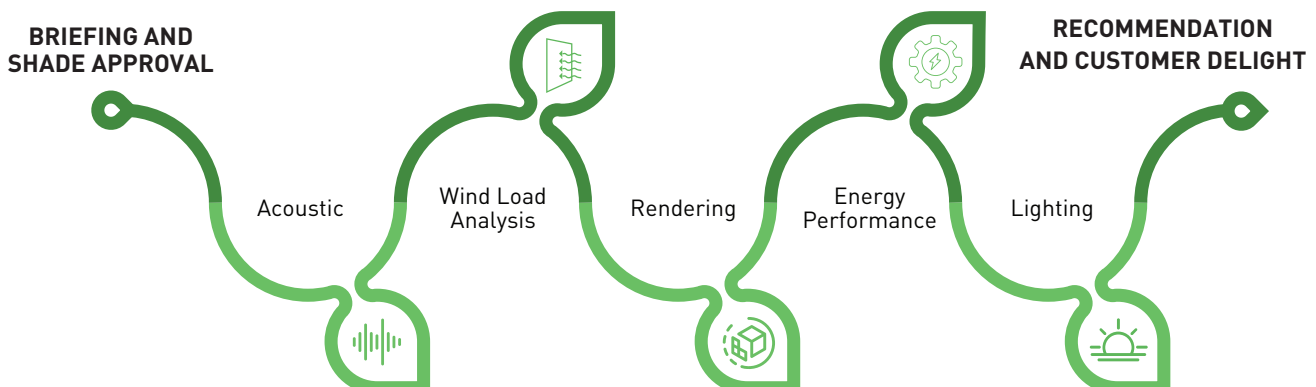 BRIEFING AND
SHADE APPROVAL
Acoustic
Wind Load
Analysis
Rendering
Energy
Performance
Lighting
RECOMMENDATION
AND CUSTOMER DELIGHT